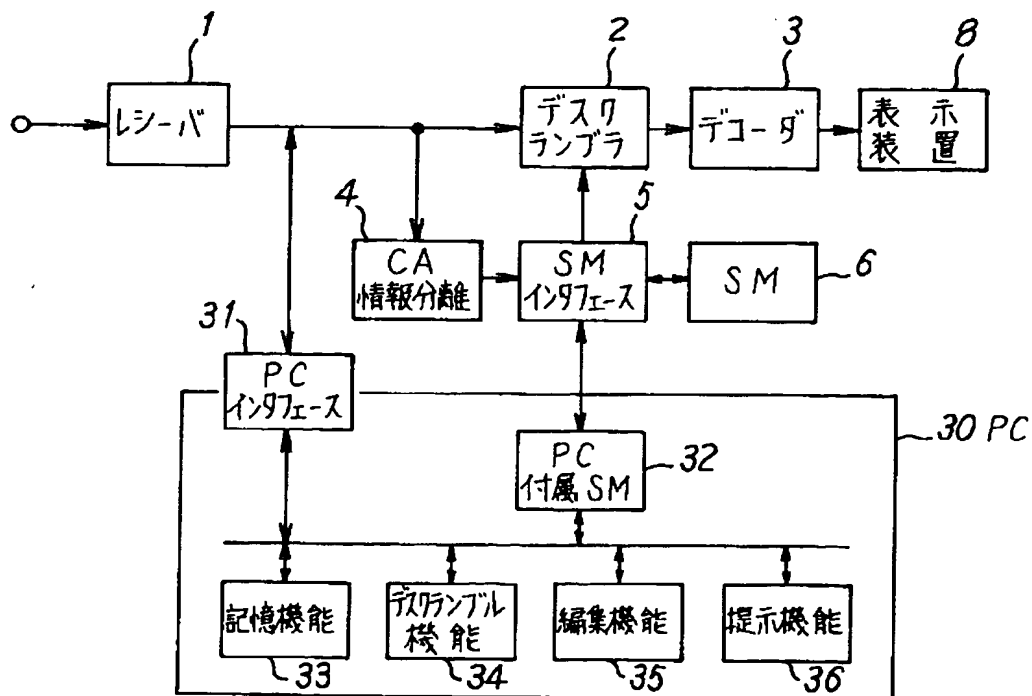 1
2
3
8
レシーバ
デスク
ランブラ
デコーダ
表示
装置
4
5
6
CA
情報分離
SM
インタフェース
SM
31
PC
インタフェース
30 PC
PC
付属SM
32
記憶機能
デスクランブル
機能
編集機能
提示機能
33
34
35
36